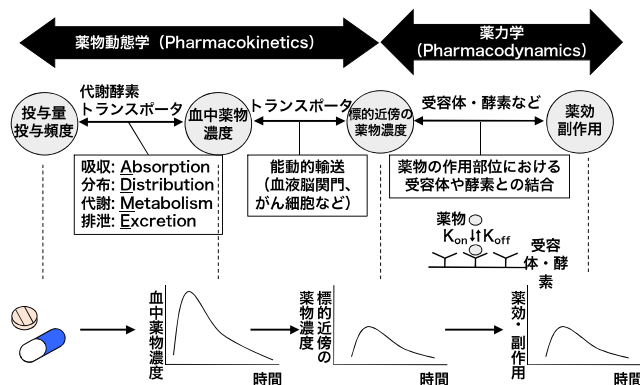 薬物動態学（Pharmacokinetics）
薬力学
（Pharmacodynamics）
投与量
投与頻度
代謝酵素
トランスポータ
血中薬物
濃度
トランスポータ
標的近傍の
薬物濃度
受容体・酵素など
薬効
副作用
吸収: Absorption
分布: Distribution
代謝: Metabolism
排泄: Excretion
能動的輸送
（血液脳関門、
がん細胞など）
薬物の作用部位における
受容体や酵素との結合
薬物
Kon Koff
受容
体・酵
素
血中薬物濃度
時間
標的近傍の
薬物濃度
時間
薬効・副作用
時間